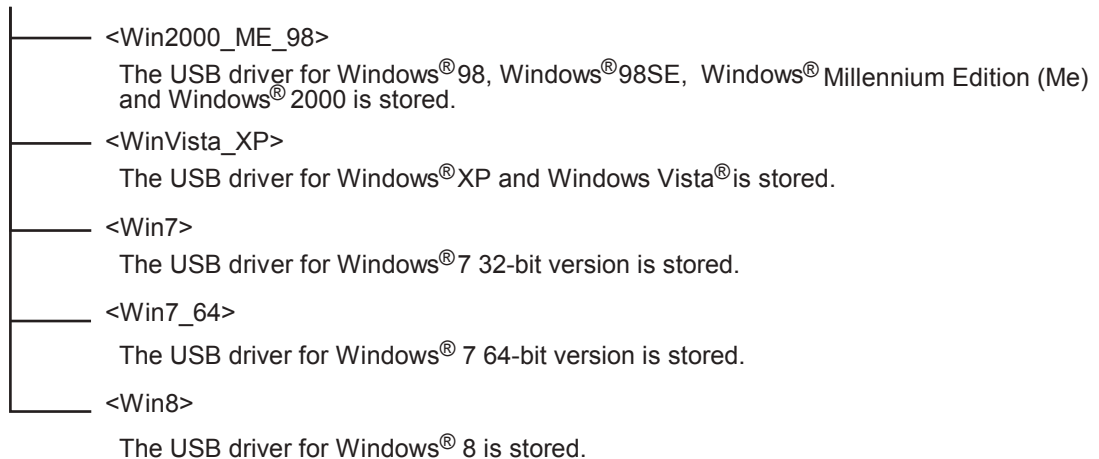 <Win2000_ME_98>
The USB driver for Windows®98, Windows®98SE, Windows® Millennium Edition (Me)
and Windows® 2000 is stored.
<WinVista_XP>
The USB driver for Windows®XP and Windows Vista® is stored.
<Win7>
The USB driver for Windows®7 32-bit version is stored.
<Win7_64>
The USB driver for Windows® 7 64-bit version is stored.
<Win8>
The USB driver for Windows® 8 is stored.